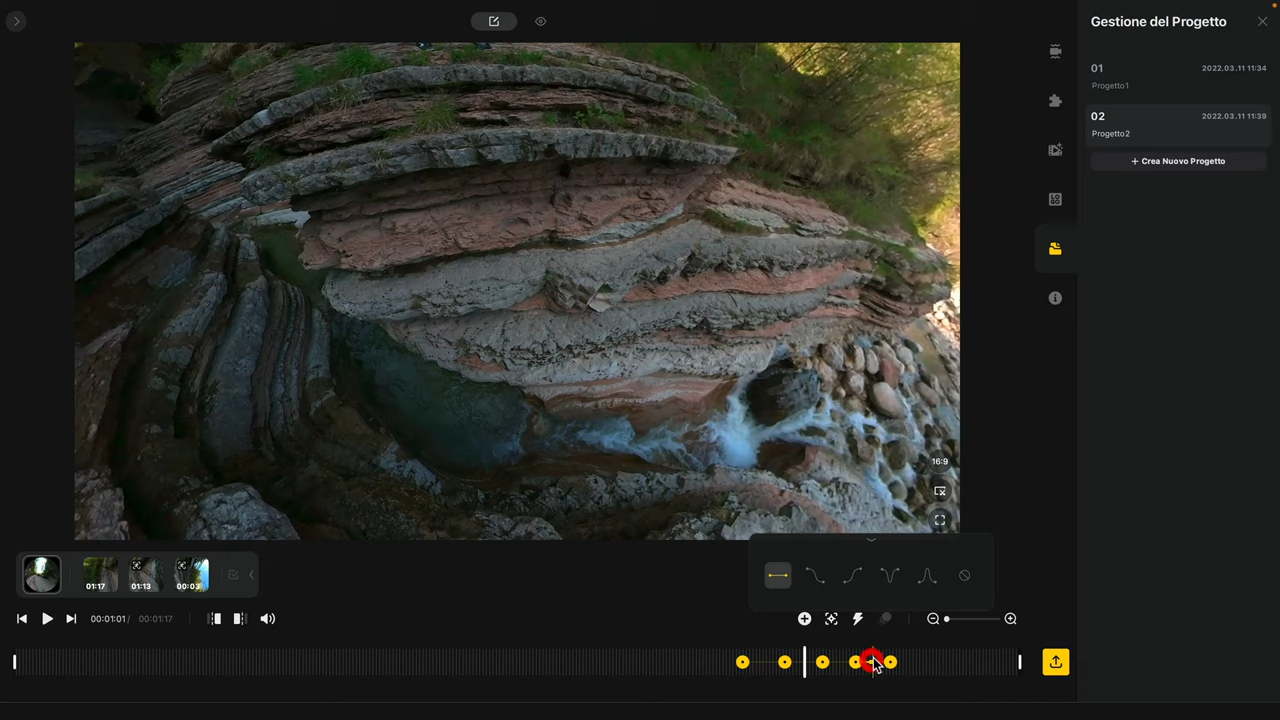 Gestione del Progetto
01
2022.03.11 11:34
Progetto1
02
2022.03.11 11:39
Progetto2
+ Crea Nuovo Progetto
16:9
01:17
01:13
00:03
00:01:01 / 00:01:17